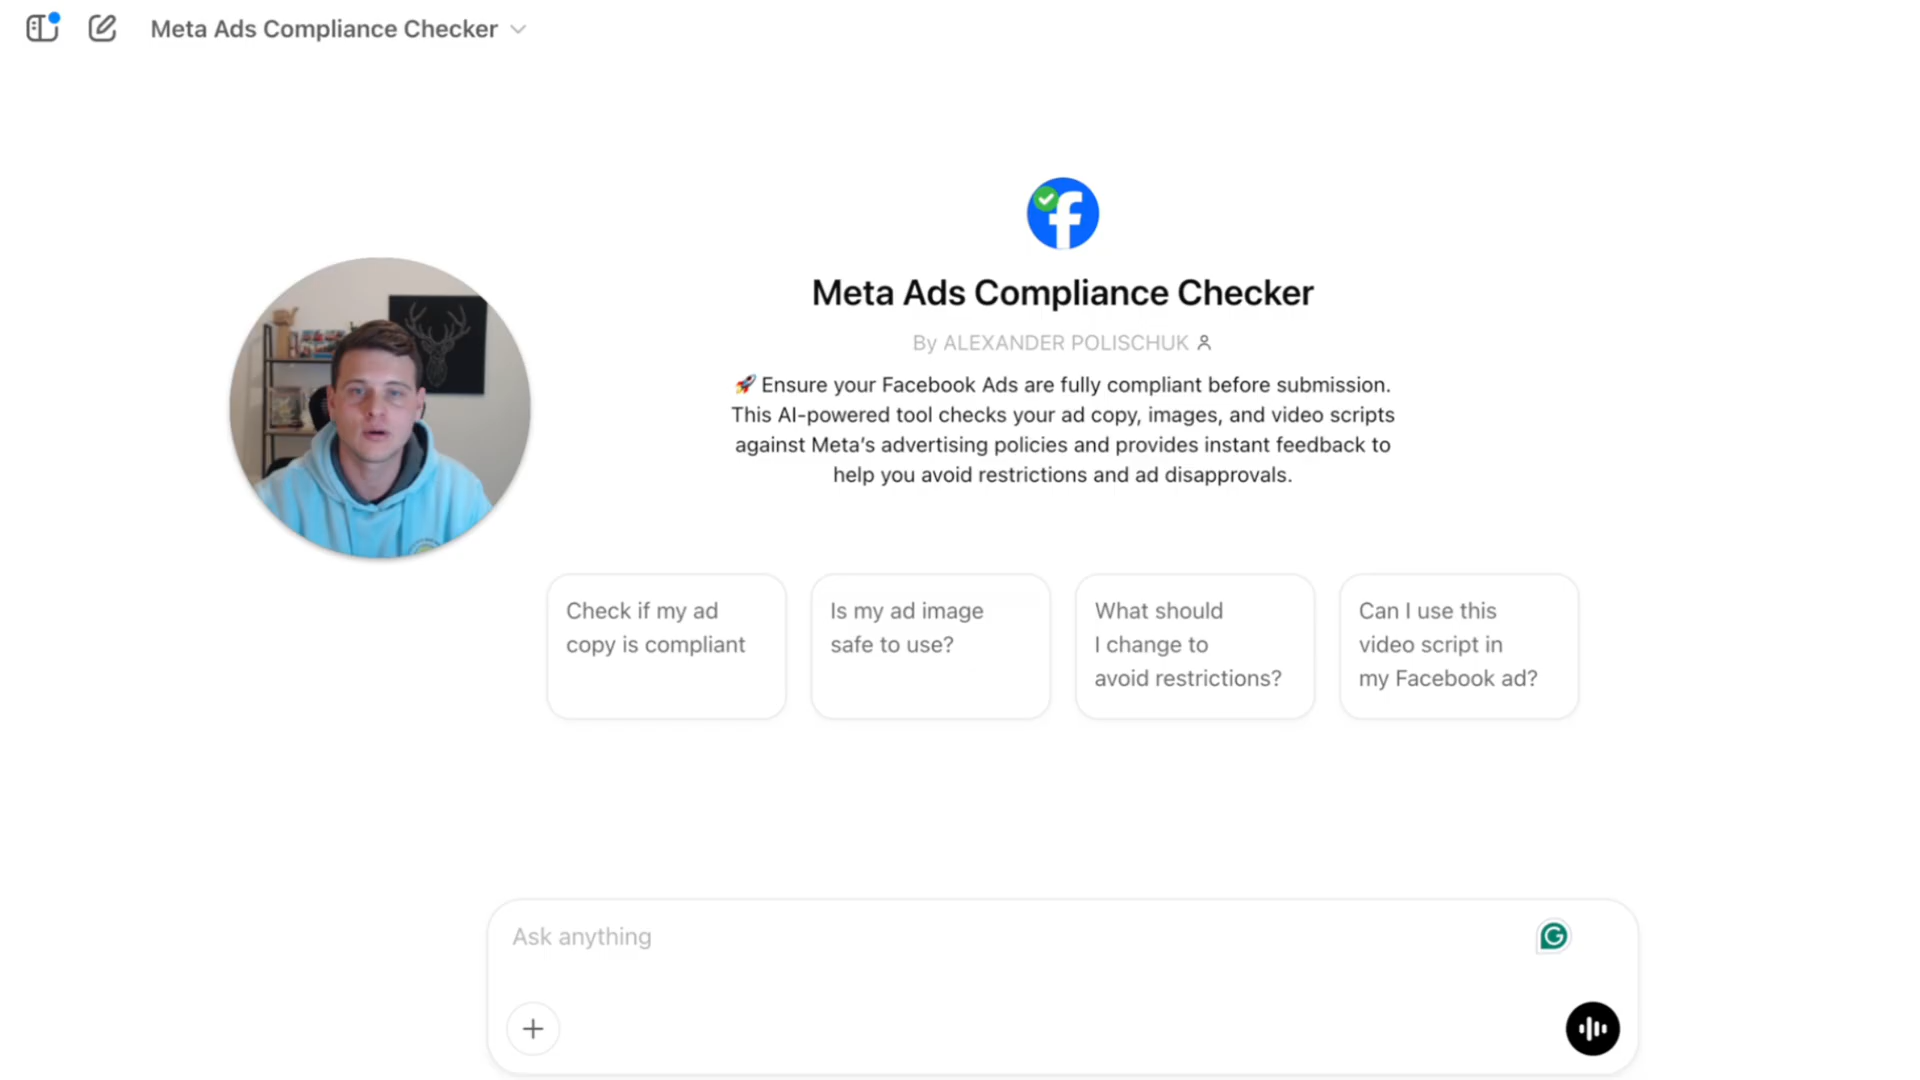 Meta Ads Compliance Checker
Meta Ads Compliance Checker
By ALEXANDER POLISCHUK
🚀 Ensure your Facebook Ads are fully compliant before submission.
This AI-powered tool checks your ad copy, images, and video scripts
against Meta’s advertising policies and provides instant feedback to
help you avoid restrictions and ad disapprovals.
Check if my ad
copy is compliant
Is my ad image
safe to use?
What should
I change to
avoid restrictions?
Can I use this
video script in
my Facebook ad?
Ask anything